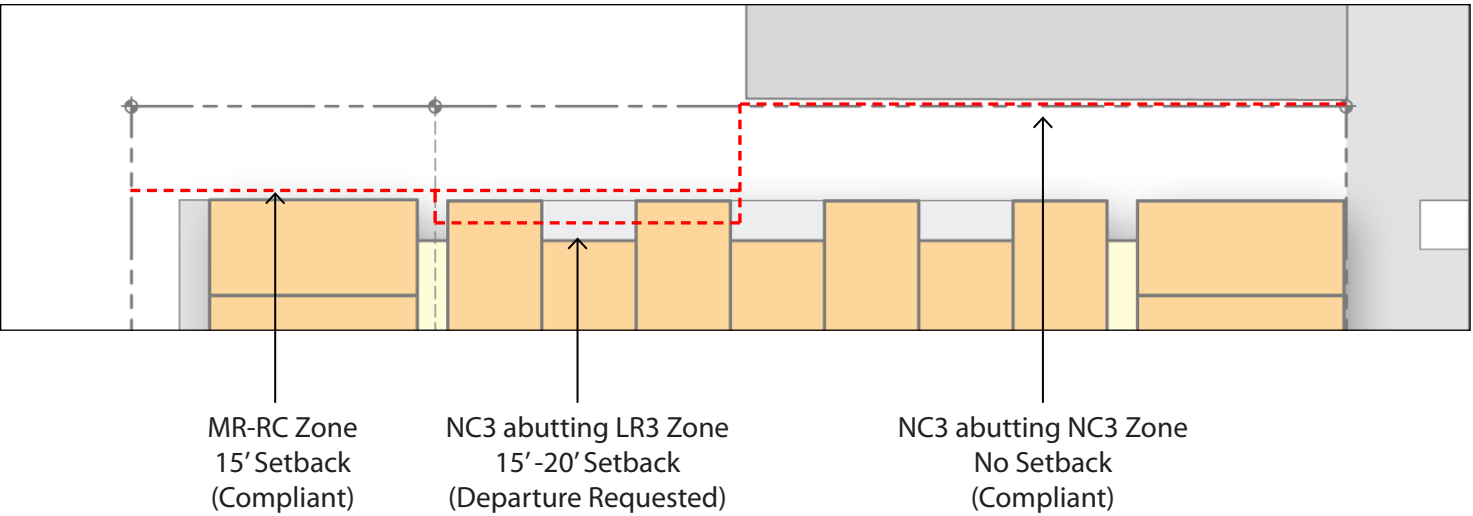 MR-RC Zone
15’ Setback
(Compliant)
NC3 abutting LR3 Zone
15’ -20’ Setback
(Departure Requested)
NC3 abutting NC3 Zone
No Setback
(Compliant)